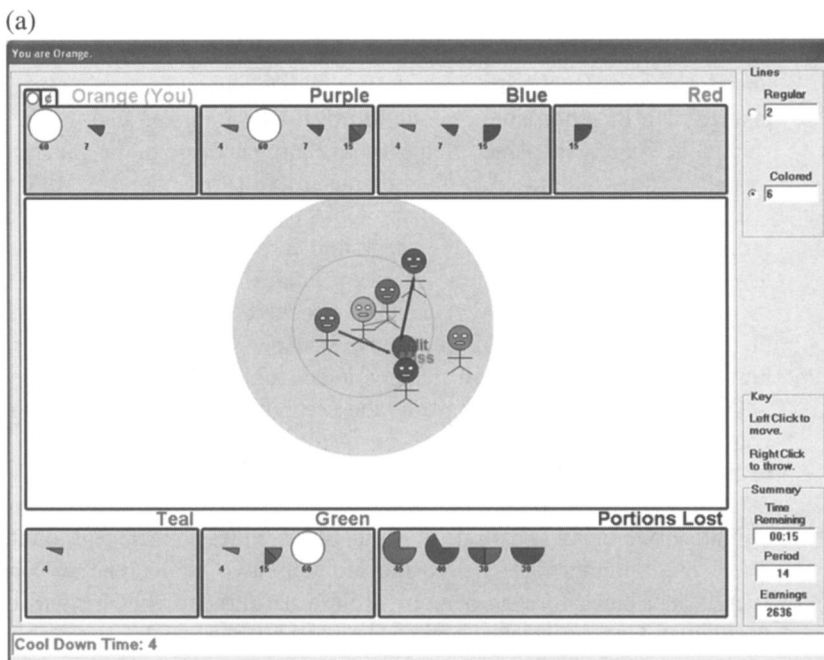 (a)
You are Orange.
¢ Orange (You) Purple Blue Red
60 7 4 60 7 15 4 7 15 15
Lines
Regular
2
Colored
6
Hit
Miss
Key
Left Click to
move.
Right Click
to throw.
Teal Green Portions Lost
4 4 15 60 45 40 30 30
Summary
Time
Remaining
00:15
Period
14
Earnings
2636
Cool Down Time: 4